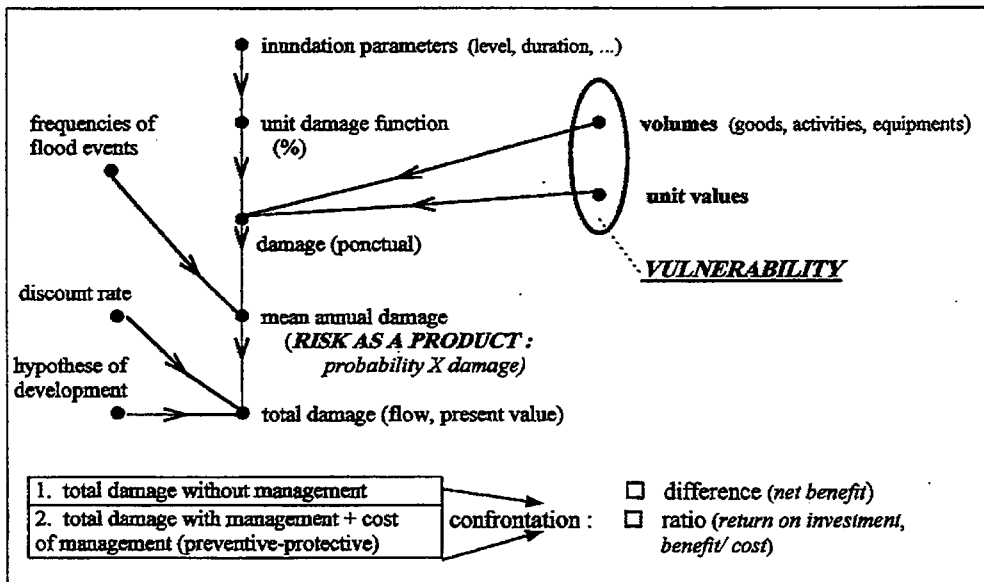 inundation parameters (level, duration, ...)
frequencies of
flood events
unit damage function
(%)
volumes (goods, activities, equipments)
unit values
damage (ponctual)
VULNERABILITY
discount rate
mean annual damage
(RISK AS A PRODUCT :
probability X damage)
hypothese of
development
total damage (flow, present value)
1. total damage without management
2. total damage with management + cost
of management (preventive-protective)
confrontation :
☐ difference (net benefit)
☐ ratio (return on investment,
benefit/ cost)